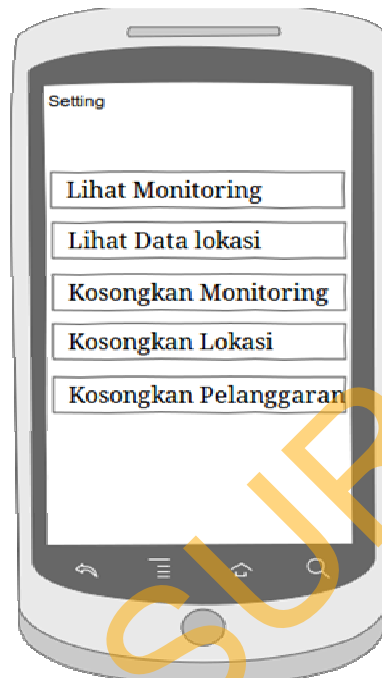 Setting
Lihat Monitoring
Lihat Data lokasi
Kosongkan Monitoring
Kosongkan Lokasi
Kosongkan Pelanggaran